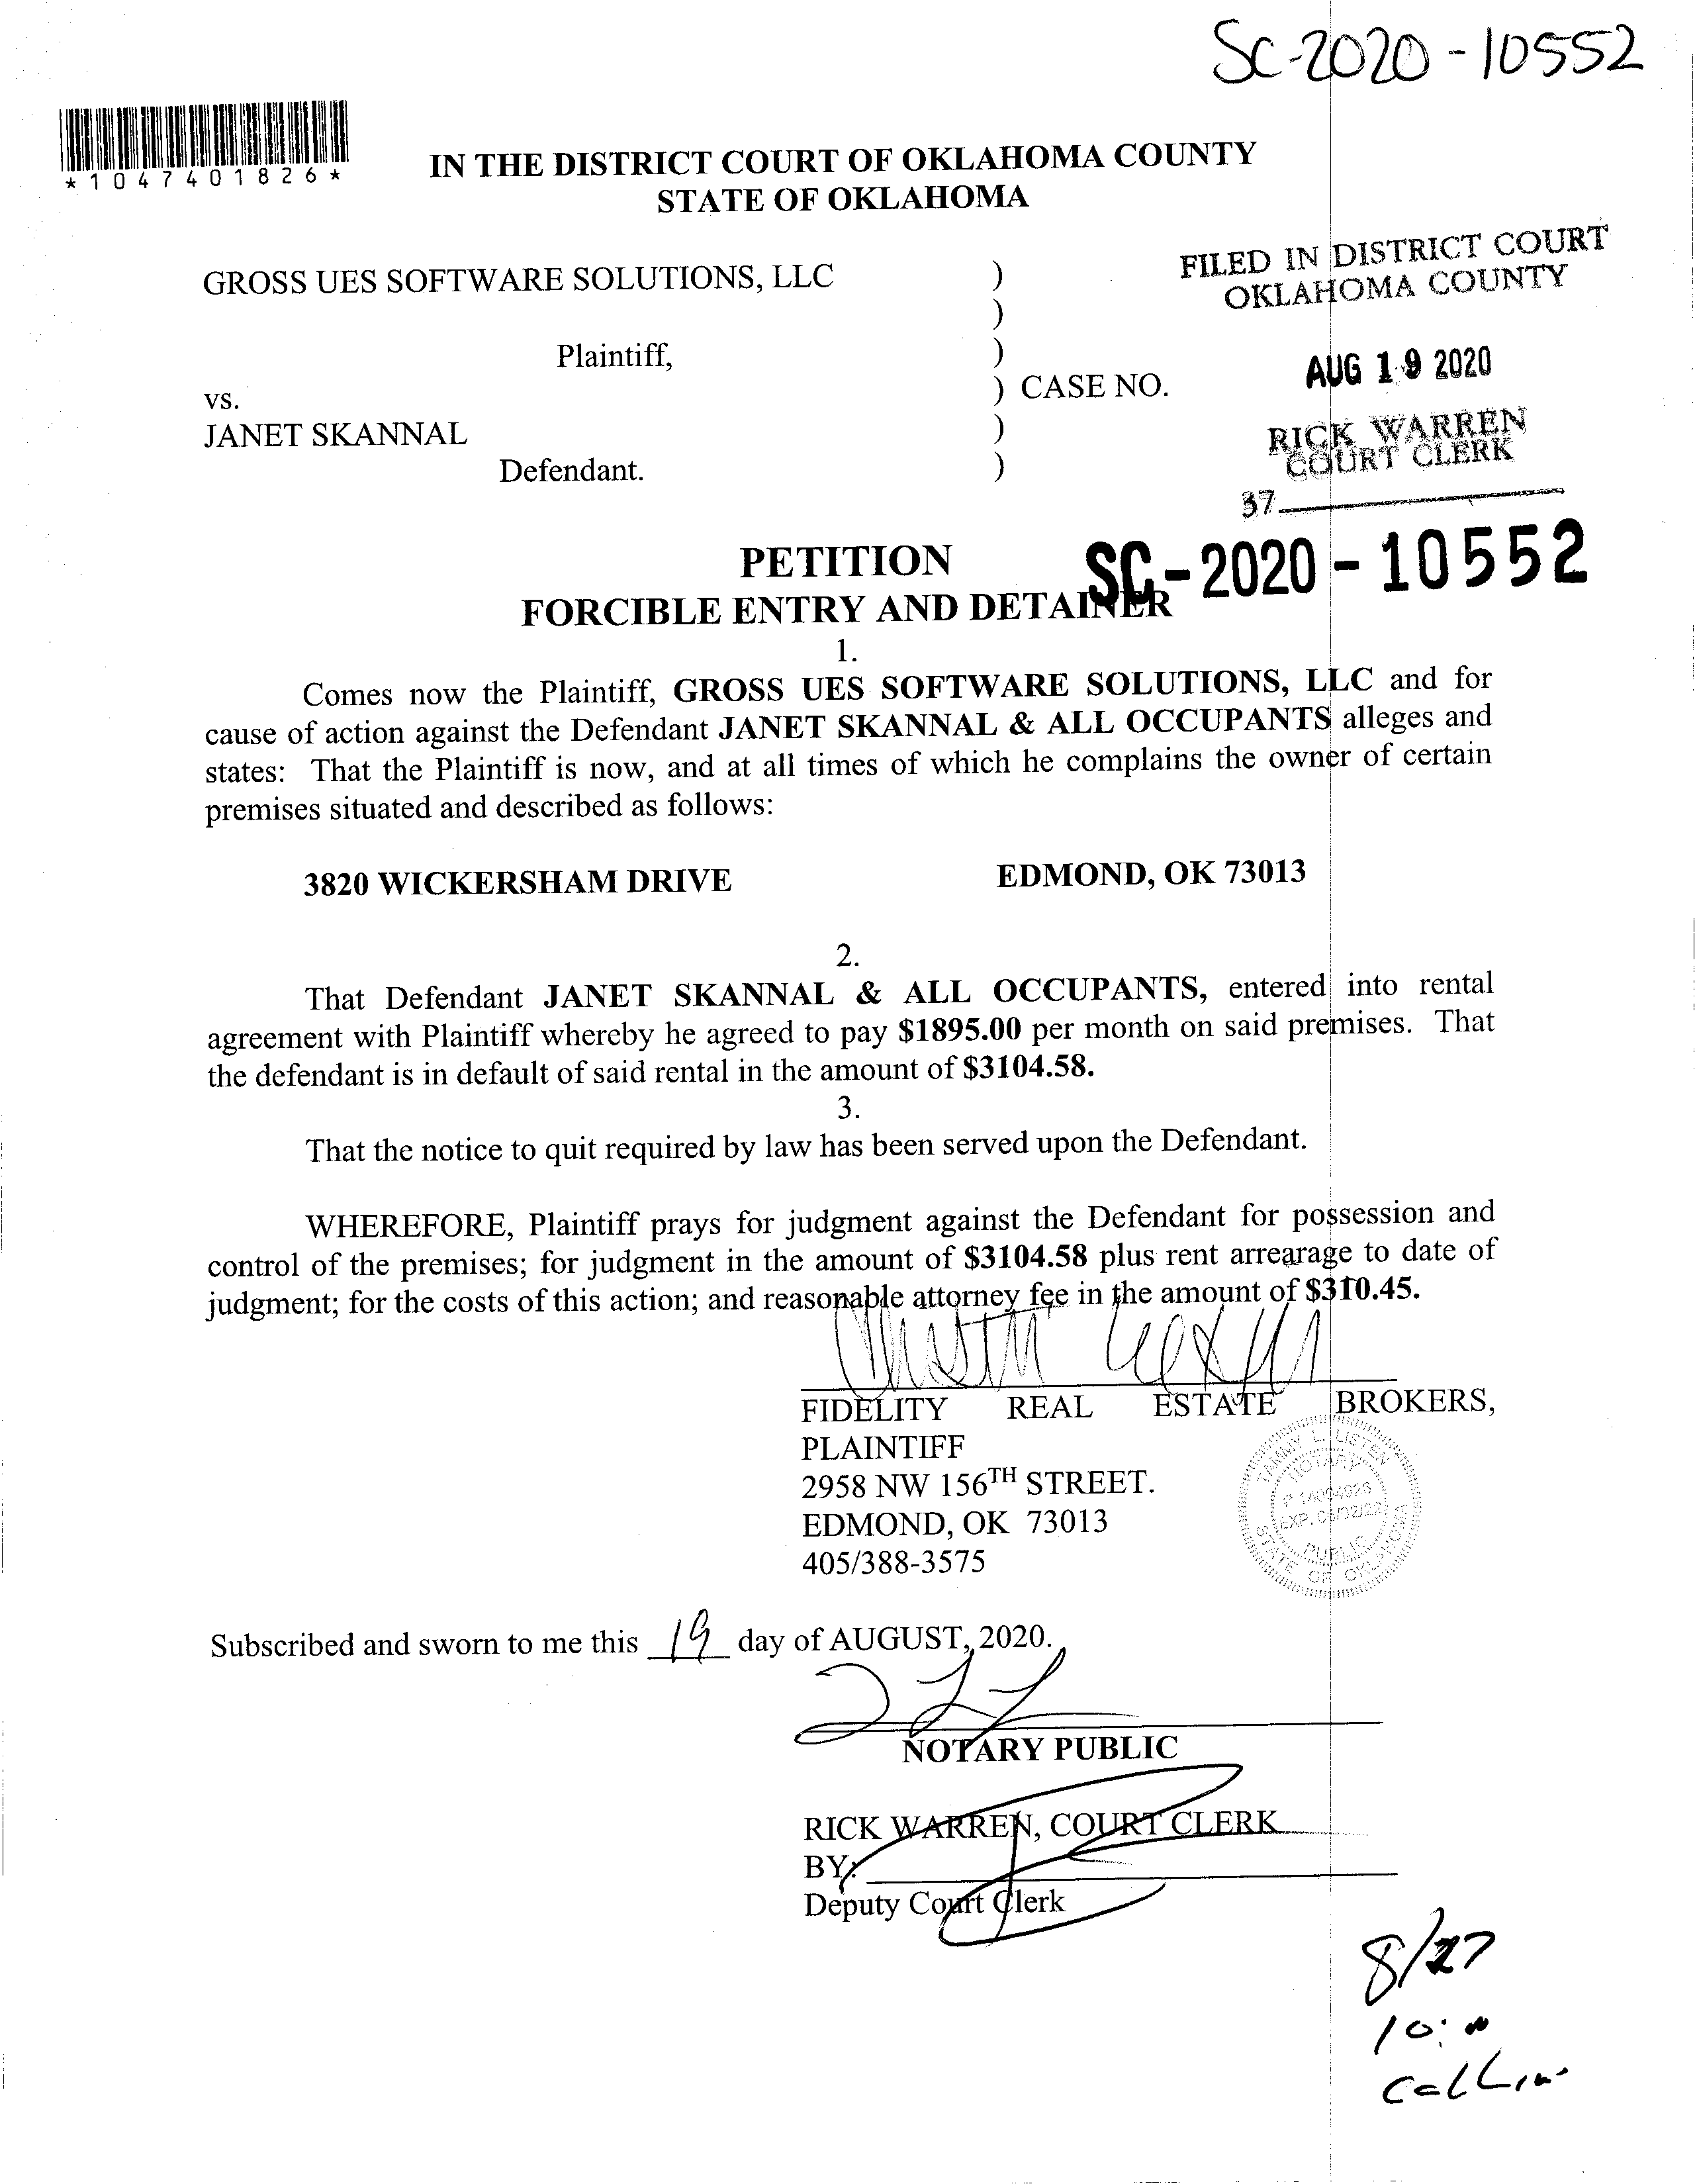 SC-2020-10552
*1047401826*
IN THE DISTRICT COURT OF OKLAHOMA COUNTY
STATE OF OKLAHOMA
GROSS UES SOFTWARE SOLUTIONS, LLC )
)
Plaintiff, )
vs. ) CASE NO.
JANET SKANNAL )
Defendant. )
FILED IN DISTRICT COURT
OKLAHOMA COUNTY
AUG 19 2020
RICK WARREN
COURT CLERK
37
SC-2020-10552
PETITION
FORCIBLE ENTRY AND DETAINER
1.
Comes now the Plaintiff, GROSS UES SOFTWARE SOLUTIONS, LLC and for
cause of action against the Defendant JANET SKANNAL & ALL OCCUPANTS alleges and
states: That the Plaintiff is now, and at all times of which he complains the owner of certain
premises situated and described as follows:
3820 WICKERSHAM DRIVE EDMOND, OK 73013
2.
That Defendant JANET SKANNAL & ALL OCCUPANTS, entered into rental
agreement with Plaintiff whereby he agreed to pay $1895.00 per month on said premises. That
the defendant is in default of said rental in the amount of $3104.58.
3.
That the notice to quit required by law has been served upon the Defendant.
WHEREFORE, Plaintiff prays for judgment against the Defendant for possession and
control of the premises; for judgment in the amount of $3104.58 plus rent arrearage to date of
judgment; for the costs of this action; and reasonable attorney fee in the amount of $310.45.
FIDELITY REAL ESTATE BROKERS,
PLAINTIFF
2958 NW 156TH STREET.
EDMOND, OK 73013
405/388-3575
TAMMY L. LISTEN
NOTARY
# 14004026
EXP.
PUBLIC
STATE OF OKLAHOMA
Subscribed and sworn to me this 19 day of AUGUST, 2020.
NOTARY PUBLIC
RICK WARREN, COURT CLERK
BY:
Deputy Court Clerk
8/27
10: